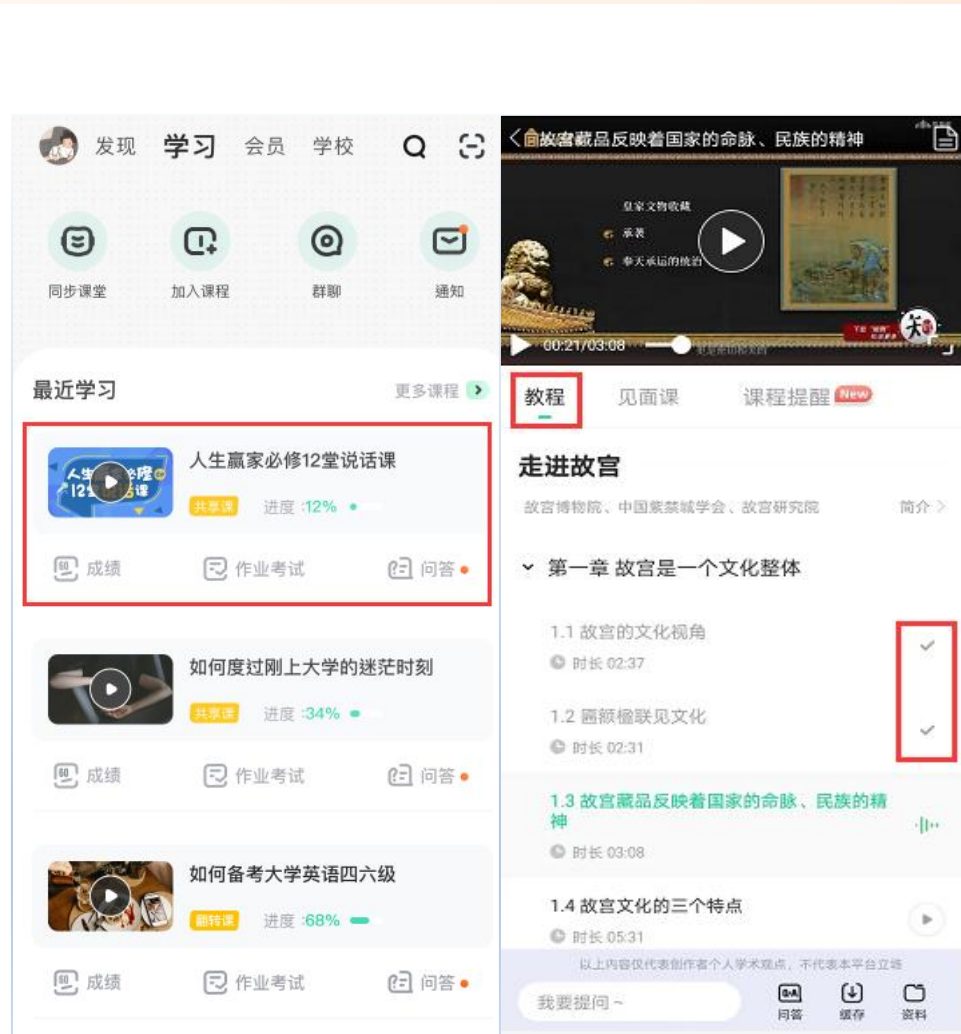 发现 学习 会员 学校
同步课堂 加入课程 群聊 通知
最近学习 更多课程
人生赢家必修12堂说话课
共享课 进度:12%
成绩 作业考试 问答
如何度过刚上大学的迷茫时刻
共享课 进度:34%
成绩 作业考试 问答
如何备考大学英语四六级
翻转课 进度:68%
成绩 作业考试 问答
故宫藏品反映着国家的命脉、民族的精神
皇家文物收藏
承袭
奉天承运的统治
知
00:21/03:08
教程 见面课 课程提醒 New
走进故宫
故宫博物院、中国紫禁城学会、故宫研究院 简介
第一章 故宫是一个文化整体
1.1 故宫的文化视角
时长 02:37
1.2 匾额楹联见文化
时长 02:31
1.3 故宫藏品反映着国家的命脉、民族的精
神
时长 03:08
1.4 故宫文化的三个特点
时长 05:31
以上内容仅代表创作者个人学术观点，不代表本平台立场
我要提问~
问答 缓存 资料